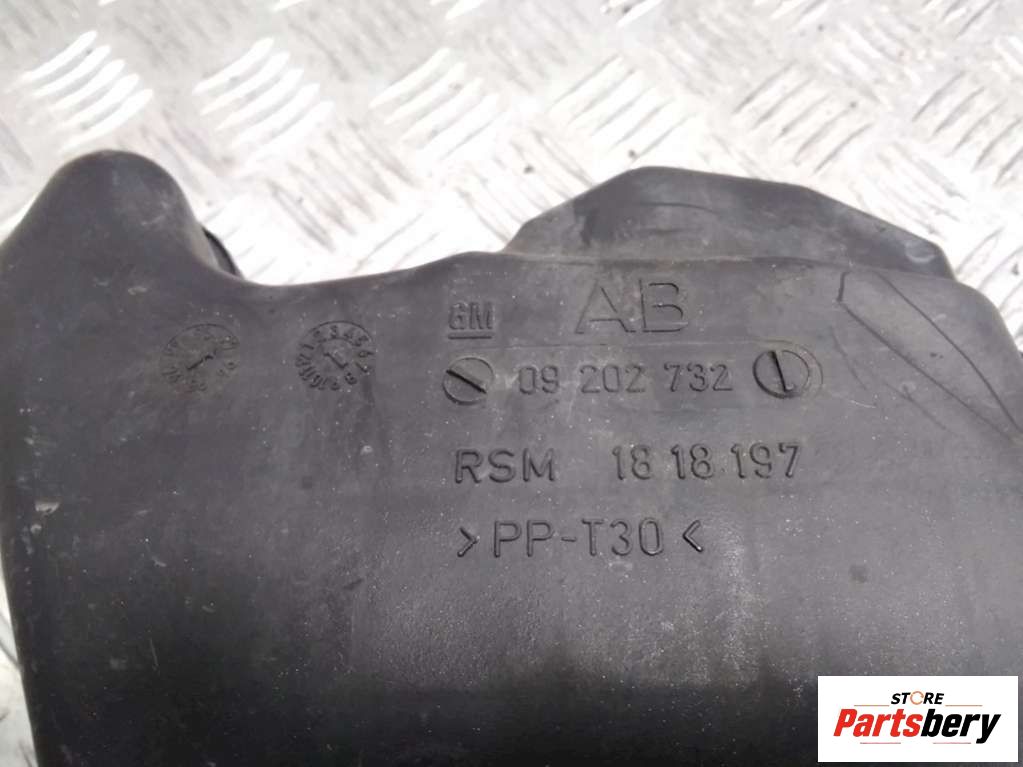 GM AB
09 202 732
RSM 18 18 197
>PP-T30<
STORE
Partsbery